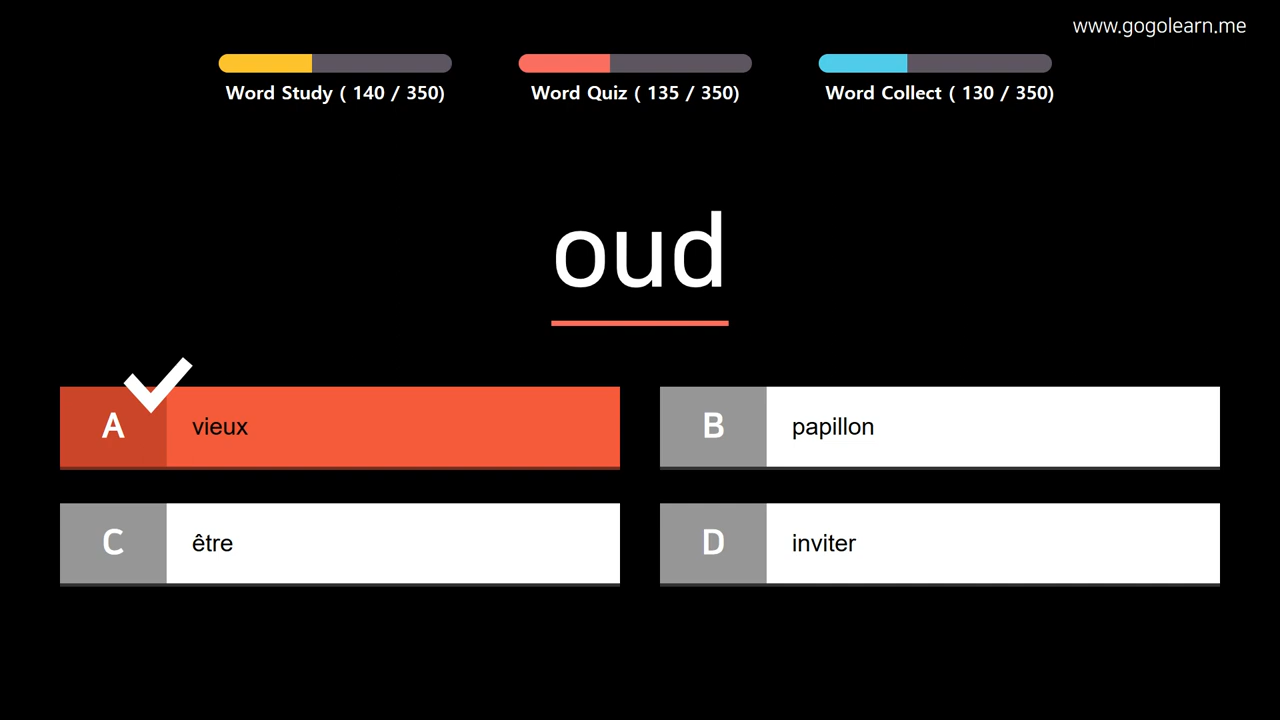 www.gogolearn.me
Word Study ( 140 / 350)
Word Quiz ( 135 / 350)
Word Collect ( 130 / 350)
oud
A
vieux
B
papillon
C
être
D
inviter